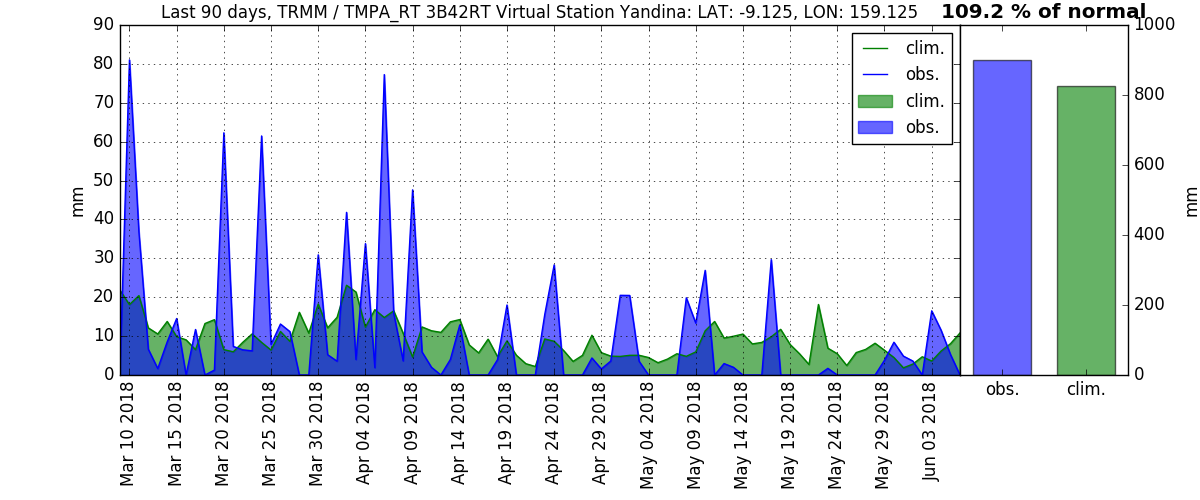 Last 90 days, TRMM / TMPA_RT 3B42RT Virtual Station Yandina: LAT: -9.125, LON: 159.125
109.2 % of normal
90
80
70
60
50
40
30
20
10
0
mm
clim.
obs.
clim.
obs.
1000
800
600
400
200
0
mm
Mar 10 2018
Mar 15 2018
Mar 20 2018
Mar 25 2018
Mar 30 2018
Apr 04 2018
Apr 09 2018
Apr 14 2018
Apr 19 2018
Apr 24 2018
Apr 29 2018
May 04 2018
May 09 2018
May 14 2018
May 19 2018
May 24 2018
May 29 2018
Jun 03 2018
obs.
clim.